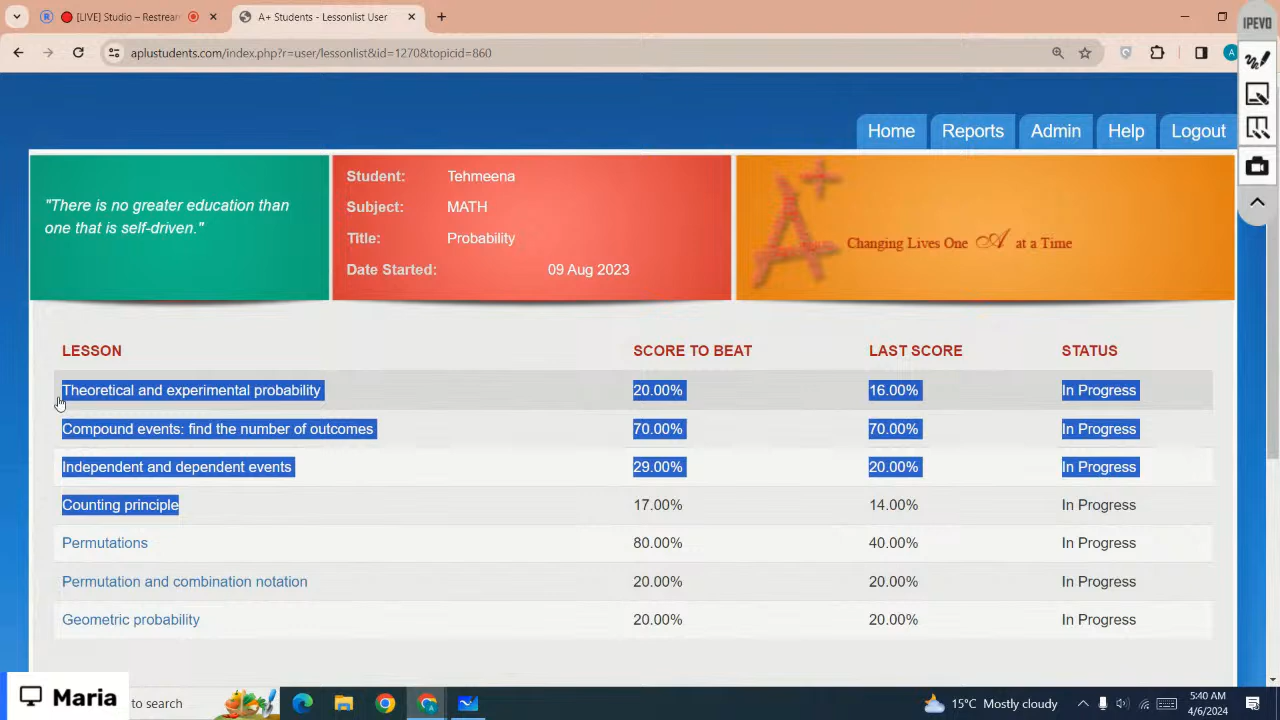 [LIVE] Studio – Restream
A+ Students - Lessonlist User
aplustudents.com/index.php?r=user/lessonlist&id=1270&topicid=860
IPEVO
A
Home Reports Admin Help Logout
"There is no greater education than
one that is self-driven."
Student: Tehmeena
Subject: MATH
Title: Probability
Date Started: 09 Aug 2023
A+
Changing Lives One A at a Time
LESSON SCORE TO BEAT LAST SCORE STATUS
Theoretical and experimental probability 20.00% 16.00% In Progress
Compound events: find the number of outcomes 70.00% 70.00% In Progress
Independent and dependent events 29.00% 20.00% In Progress
Counting principle 17.00% 14.00% In Progress
Permutations 80.00% 40.00% In Progress
Permutation and combination notation 20.00% 20.00% In Progress
Geometric probability 20.00% 20.00% In Progress
Maria
to search
15°C Mostly cloudy
5:40 AM
4/6/2024